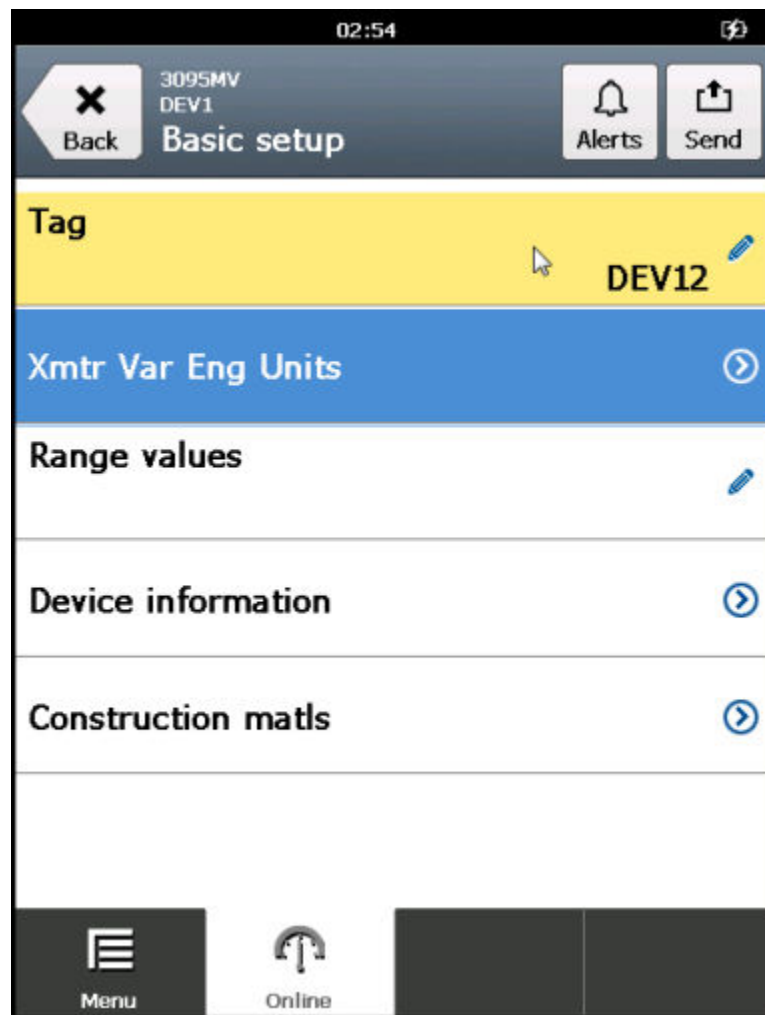 02:54
3095MV
DEV1
Back
Basic setup
Alerts
Send
Tag
DEV12
Xmtr Var Eng Units
Range values
Device information
Construction matls
Menu
Online